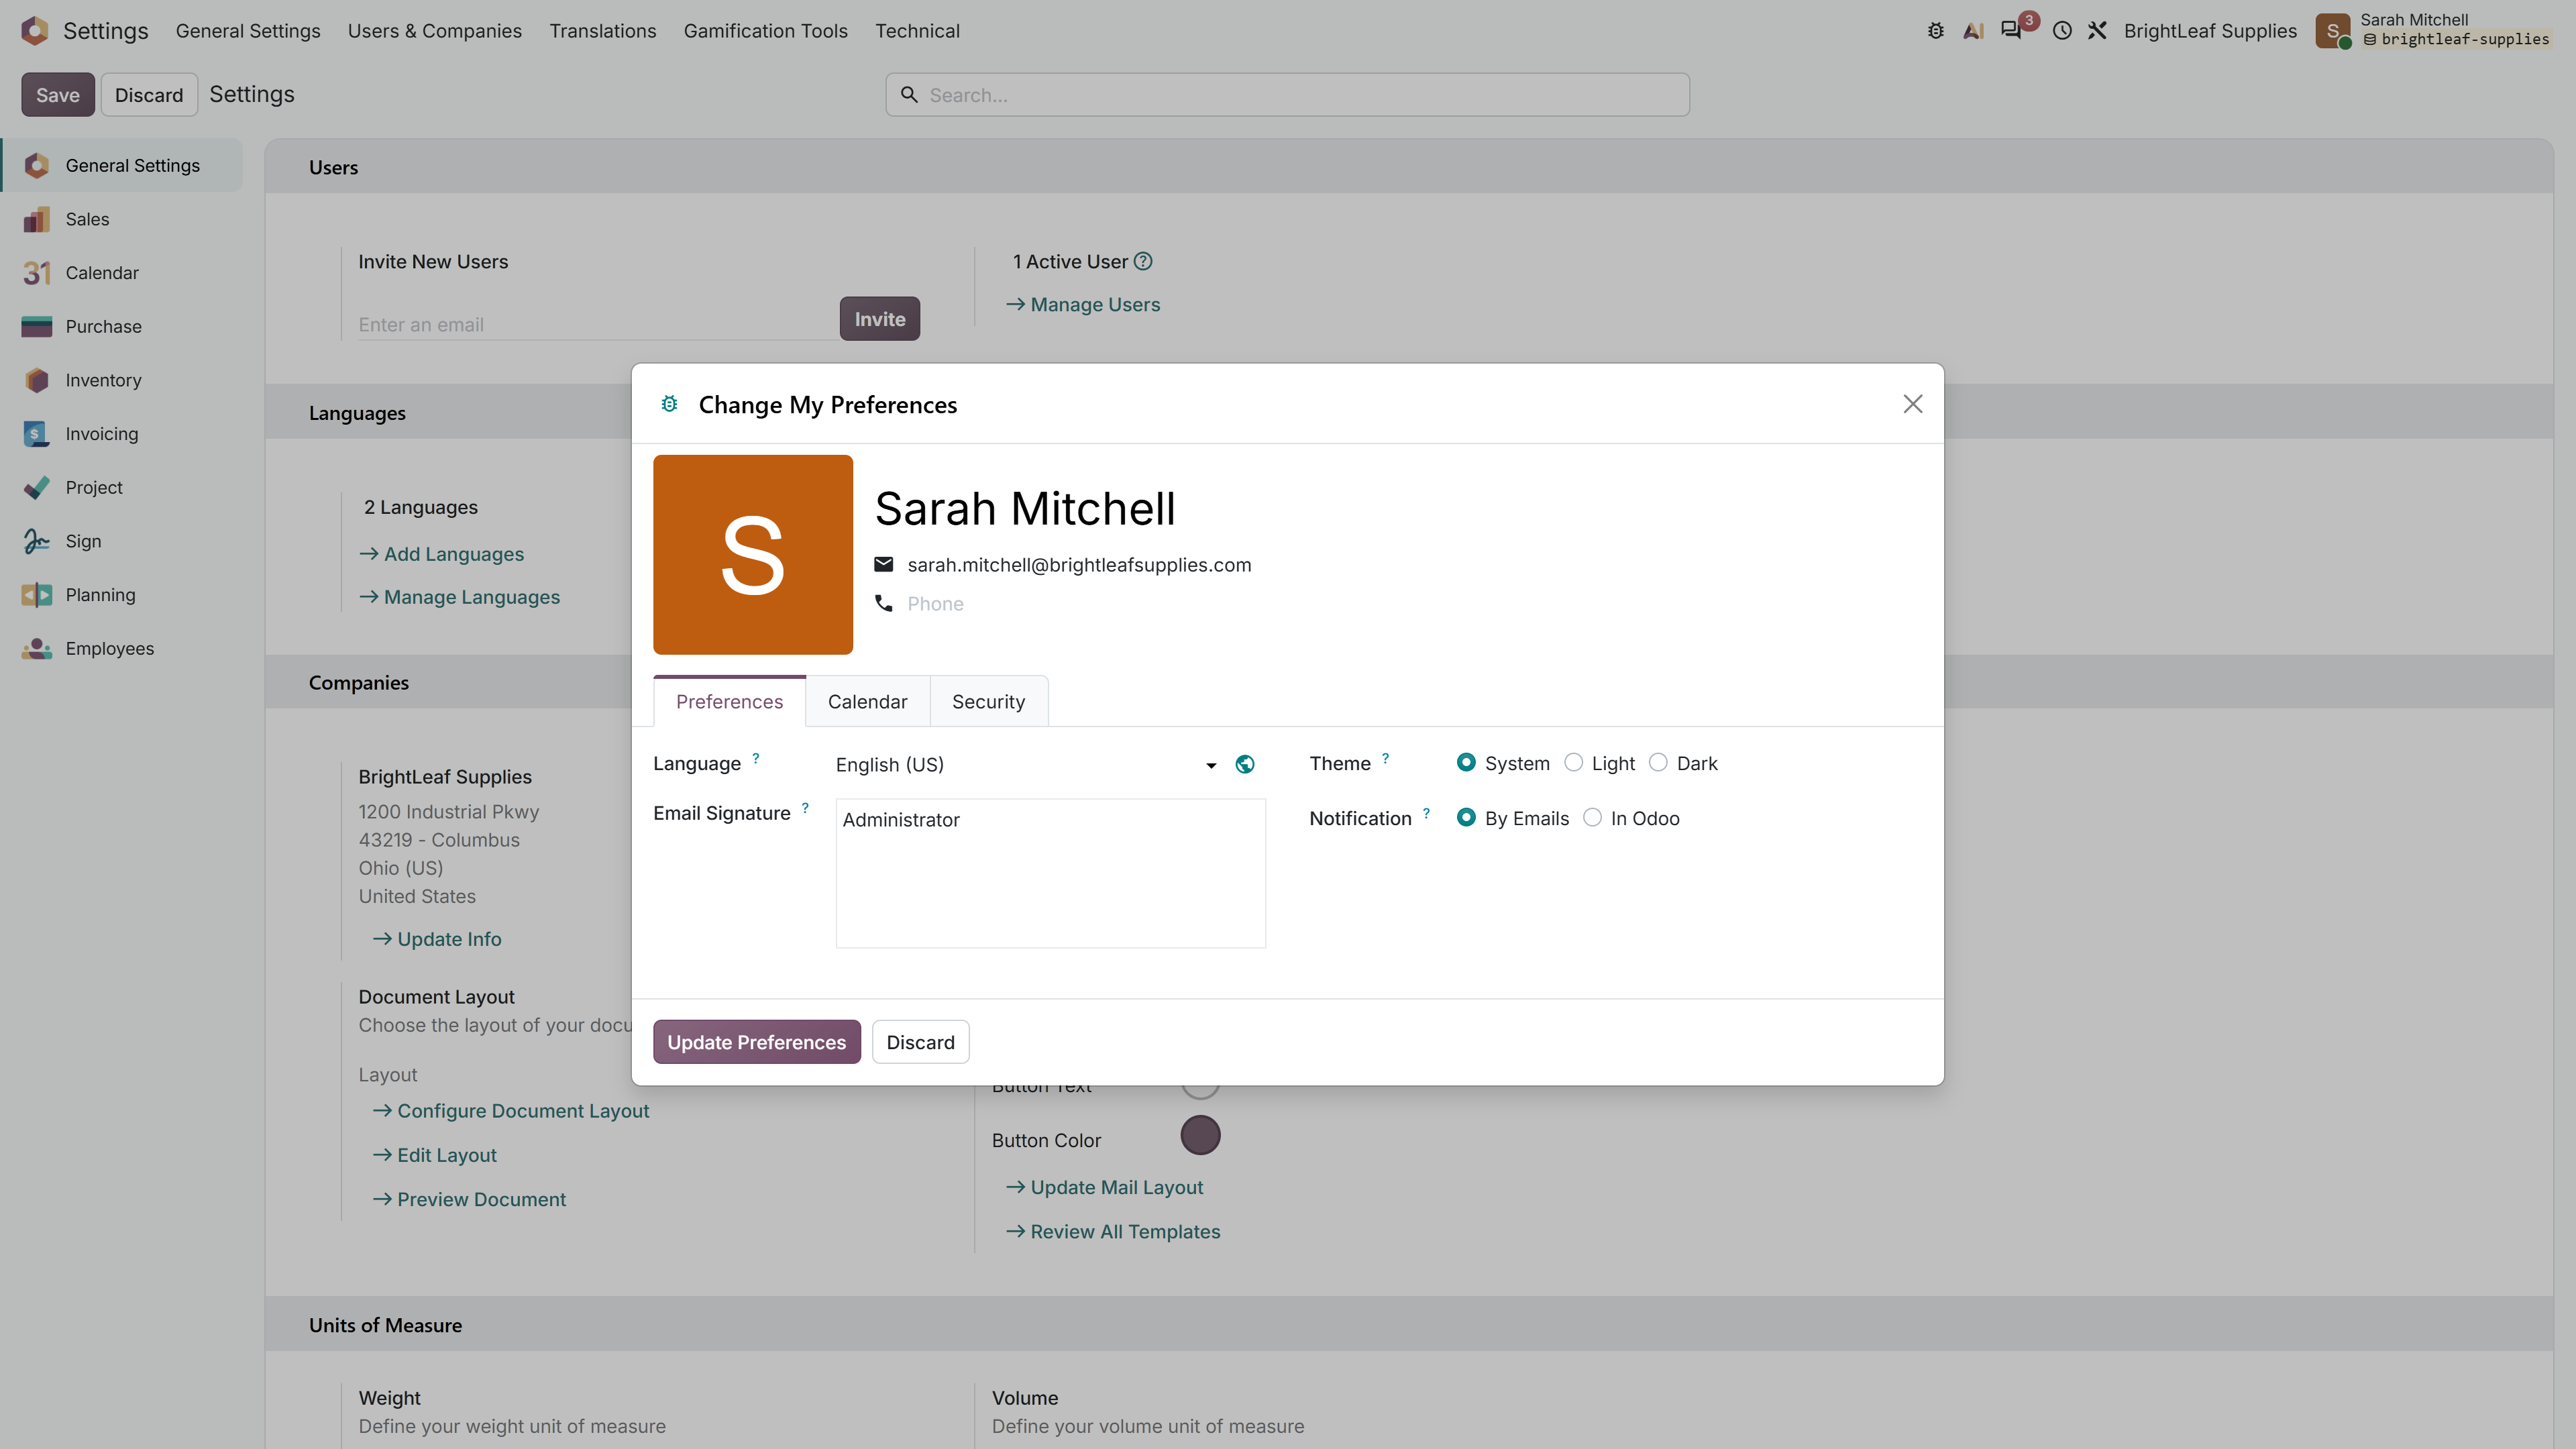 Settings General Settings Users & Companies Translations Gamification Tools Technical 3 BrightLeaf Supplies S Sarah Mitchell
brightleaf-supplies
Save Discard Settings Search...
General Settings
Sales
31 Calendar
Purchase
Inventory
$ Invoicing
Project
Sign
Planning
Employees
Users
Invite New Users
Enter an email Invite
1 Active User ?
→ Manage Users
Languages
2 Languages
→ Add Languages
→ Manage Languages
Companies
BrightLeaf Supplies
1200 Industrial Pkwy
43219 - Columbus
Ohio (US)
United States
→ Update Info
Document Layout
Choose the layout of your docu
Layout
→ Configure Document Layout
→ Edit Layout
→ Preview Document
Button Text
Button Color
→ Update Mail Layout
→ Review All Templates
Units of Measure
Weight
Define your weight unit of measure
Volume
Define your volume unit of measure
Change My Preferences
S
Sarah Mitchell
sarah.mitchell@brightleafsupplies.com
Phone
Preferences Calendar Security
Language ? English (US)
Email Signature ? Administrator
Theme ? System Light Dark
Notification ? By Emails In Odoo
Update Preferences Discard